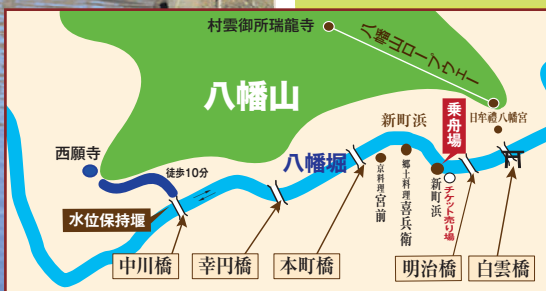 村雲御所瑞龍寺
八幡山ロープウェー
八幡山
日牟禮八幡宮
新町浜
乗舟場
西願寺
徒歩10分
八幡堀
京料理 宮前
郷土料理 喜兵衛
新町浜
チケット売り場
水位保持堰
中川橋
幸円橋
本町橋
明治橋
白雲橋